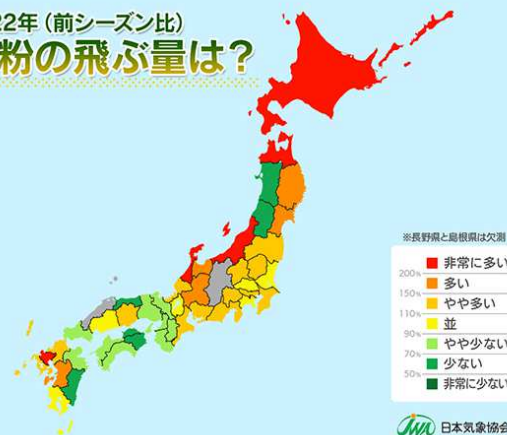 22年（前シーズン比）
粉の飛ぶ量は？
※長野県と島根県は欠測
非常に多い
200%
多い
150%
やや多い
110%
並
90%
やや少ない
70%
少ない
50%
非常に少ない
JWA 日本気象協会